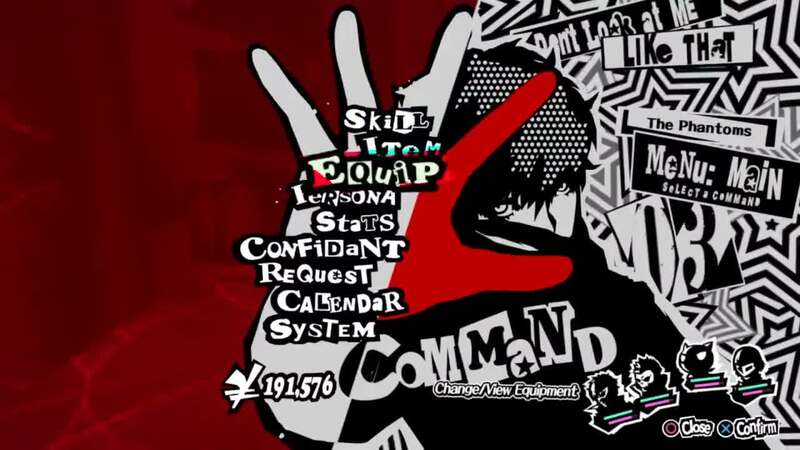 Don't Look at ME
LIKE THAT
The Phantoms
MeNu: MaiN
SeLeCT a CoMMaND
03
SkiLL
ITeM
EQuiP
PeRSONA
StaTS
CONFiDaNT
ReQuest
CALeNDaR
SYSTEM
¥ 191,576
CoMMaND
Change/View Equipment
Close Confirm